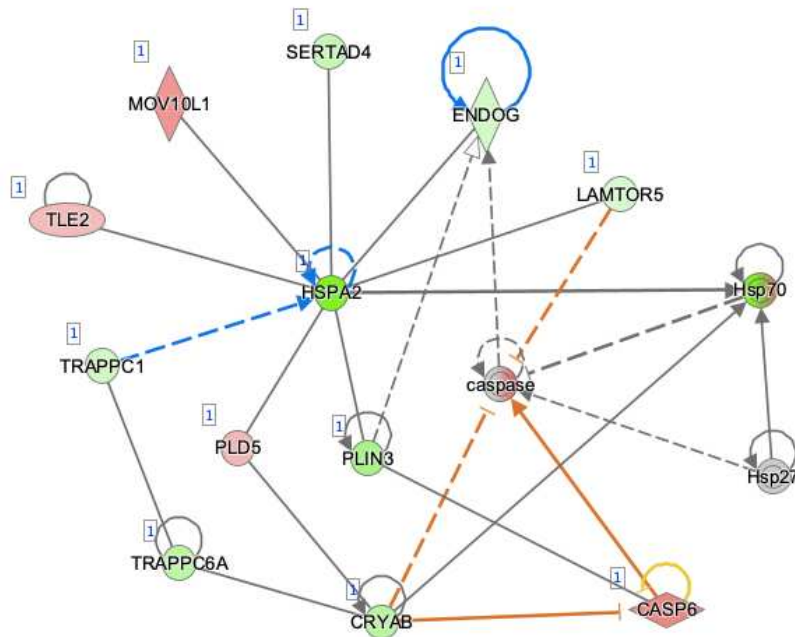 1
SERTAD4
1
MOV10L1
1
ENDOG
1
LAMTOR5
1
TLE2
1
HSPA2
Hsp70
1
TRAPPC1
caspase
1
PLD5
1
PLIN3
Hsp27
1
TRAPPC6A
1
CRYAB
1
CASP6